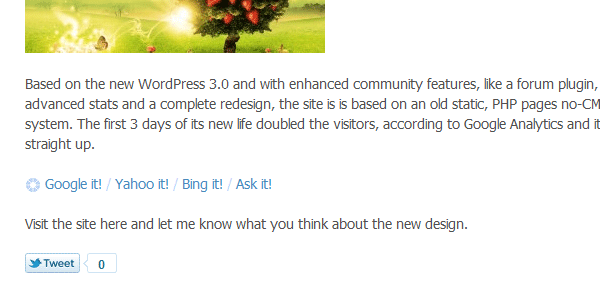 Based on the new WordPress 3.0 and with enhanced community features, like a forum plugin,
advanced stats and a complete redesign, the site is is based on an old static, PHP pages no-CM
system. The first 3 days of its new life doubled the visitors, according to Google Analytics and it
straight up.
Google it! / Yahoo it! / Bing it! / Ask it!
Visit the site here and let me know what you think about the new design.
Tweet 0